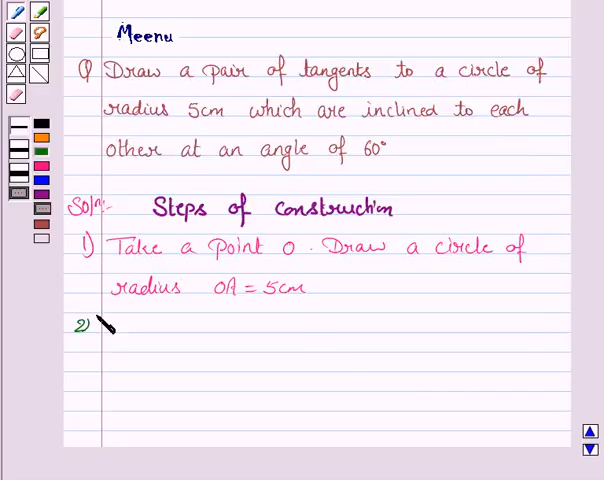 Meenu
Q Draw a pair of tangents to a circle of
radius 5cm which are inclined to each
other at an angle of 60°
Soln:- Steps of construction
1) Take a point O. Draw a circle of
radius OA = 5cm
2)